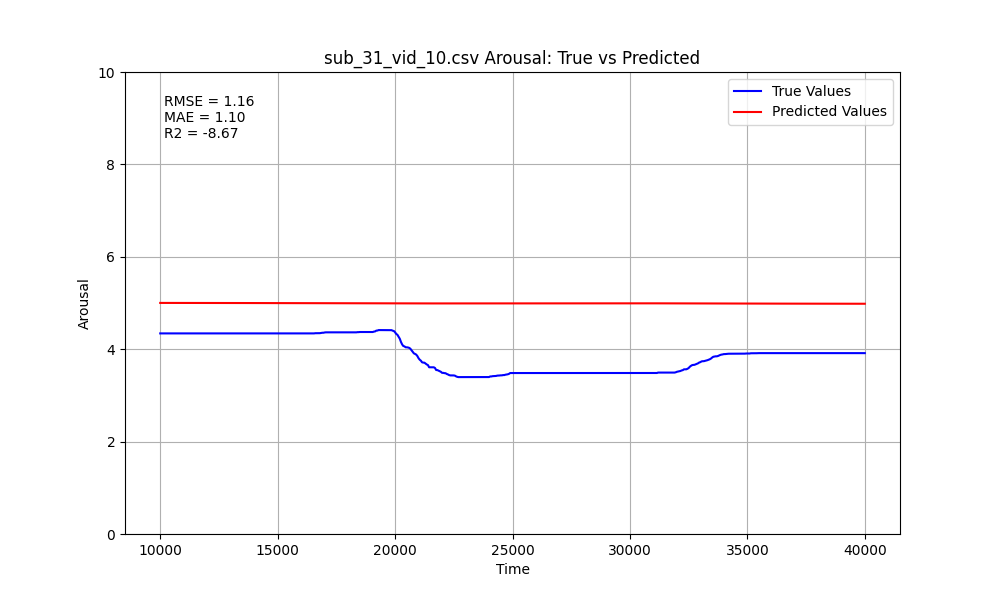 sub_31_vid_10.csv Arousal: True vs Predicted
RMSE = 1.16
MAE = 1.10
R2 = -8.67
True Values
Predicted Values
Arousal
10
8
6
4
2
0
10000 15000 20000 25000 30000 35000 40000
Time